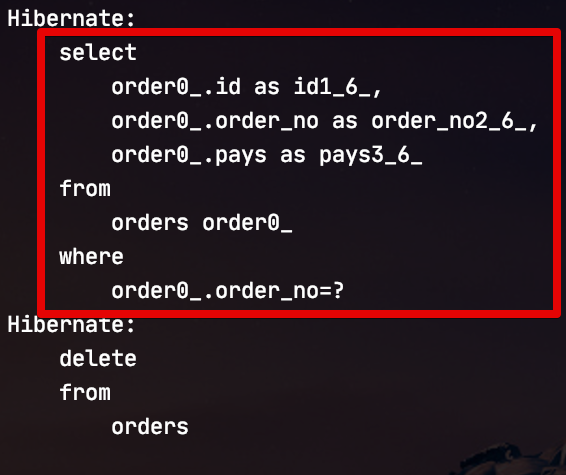 Hibernate:
select
order0_.id as id1_6_,
order0_.order_no as order_no2_6_,
order0_.pays as pays3_6_
from
orders order0_
where
order0_.order_no=?
Hibernate:
delete
from
orders